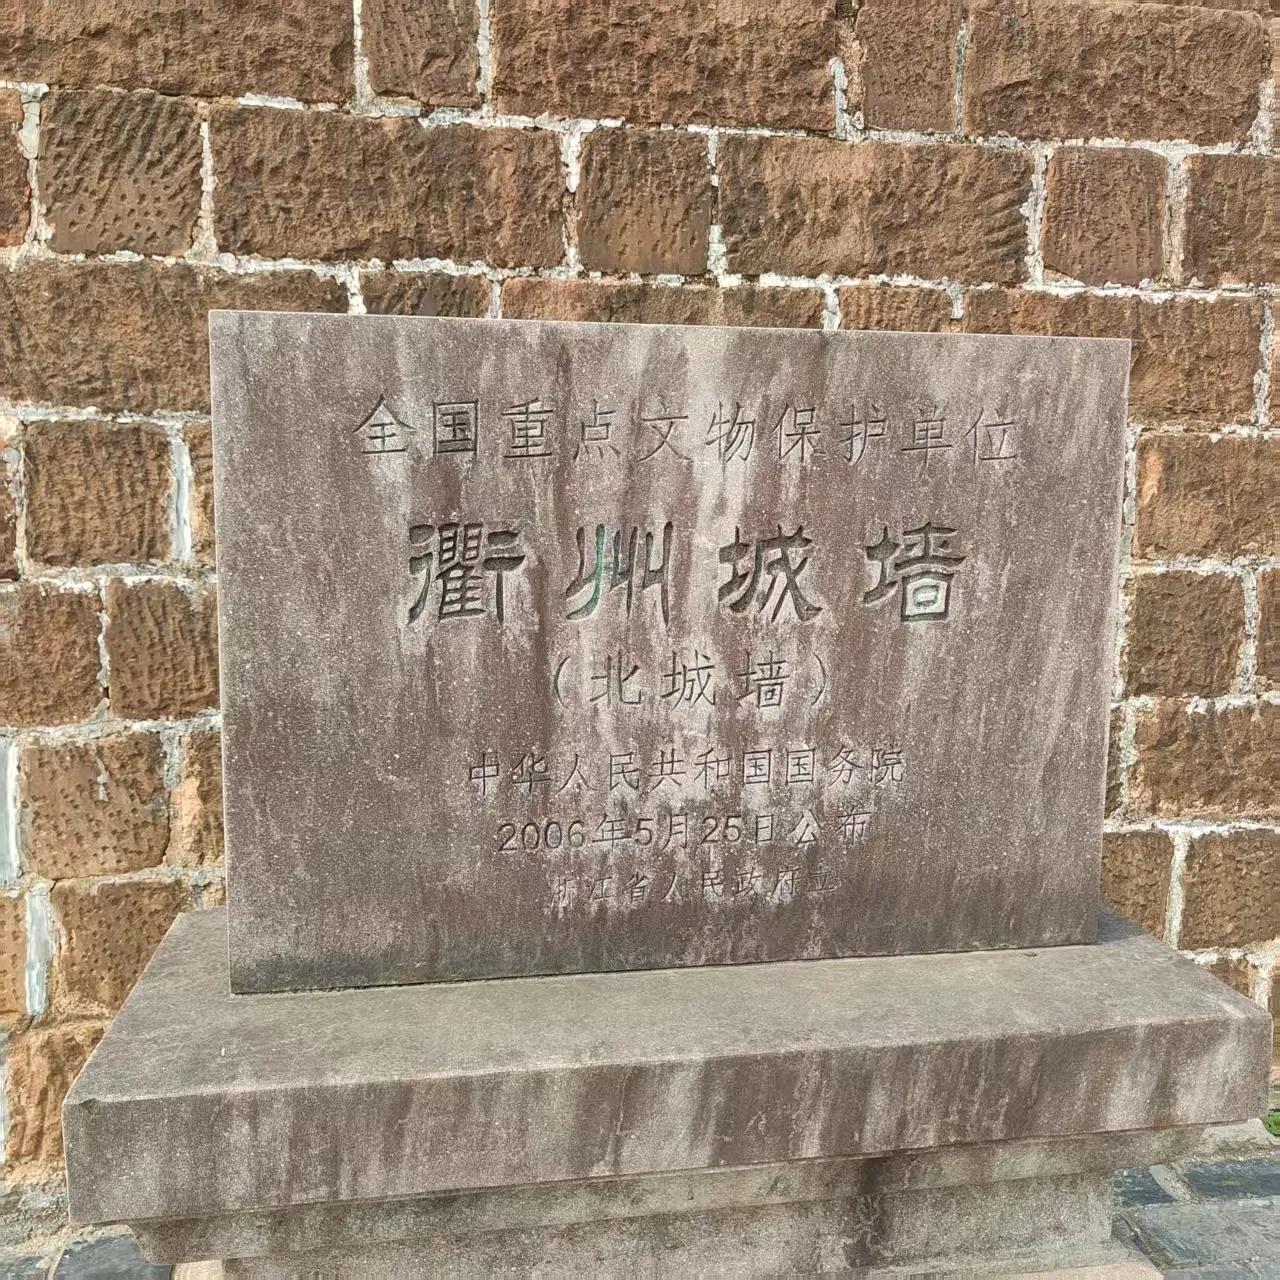 全国重点文物保护单位
衢州城墙
（北城墙）
中华人民共和国国务院
2006年5月25日公布
浙江省人民政府立